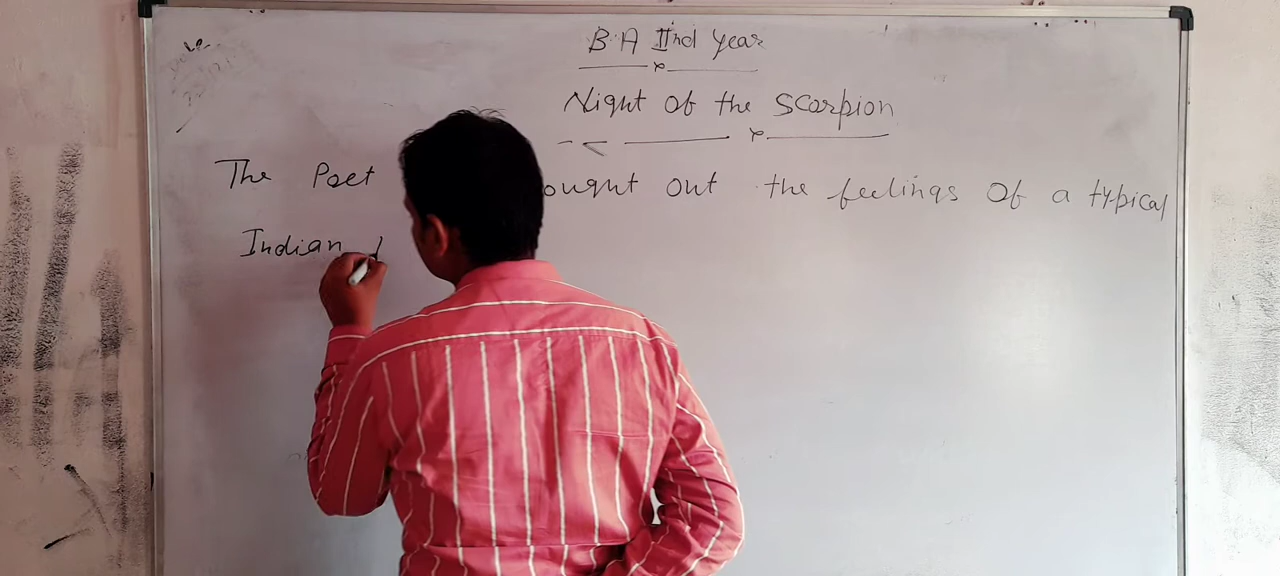 B.A IInd Year
Night of the Scorpion
The Poet ought out the feelings of a typical
Indian